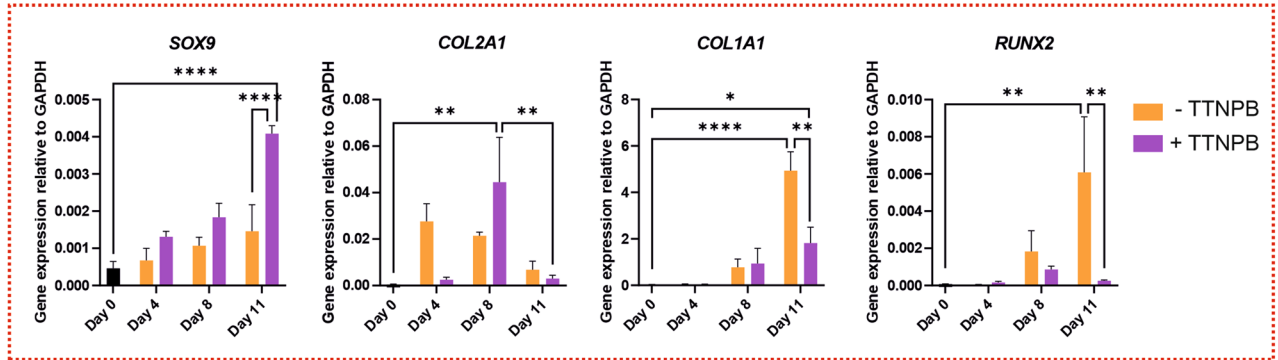 SOX9
Gene expression relative to GAPDH
0.005
0.004
0.003
0.002
0.001
0.000
****
****
Day 0
Day 4
Day 8
Day 11
COL2A1
Gene expression relative to GAPDH
0.08
0.06
0.04
0.02
0.00
**
**
Day 0
Day 4
Day 8
Day 11
COL1A1
Gene expression relative to GAPDH
8
6
4
2
0
*
****
**
Day 0
Day 4
Day 8
Day 11
RUNX2
Gene expression relative to GAPDH
0.010
0.008
0.006
0.004
0.002
0.000
**
**
Day 0
Day 4
Day 8
Day 11
- TTNPB
+ TTNPB